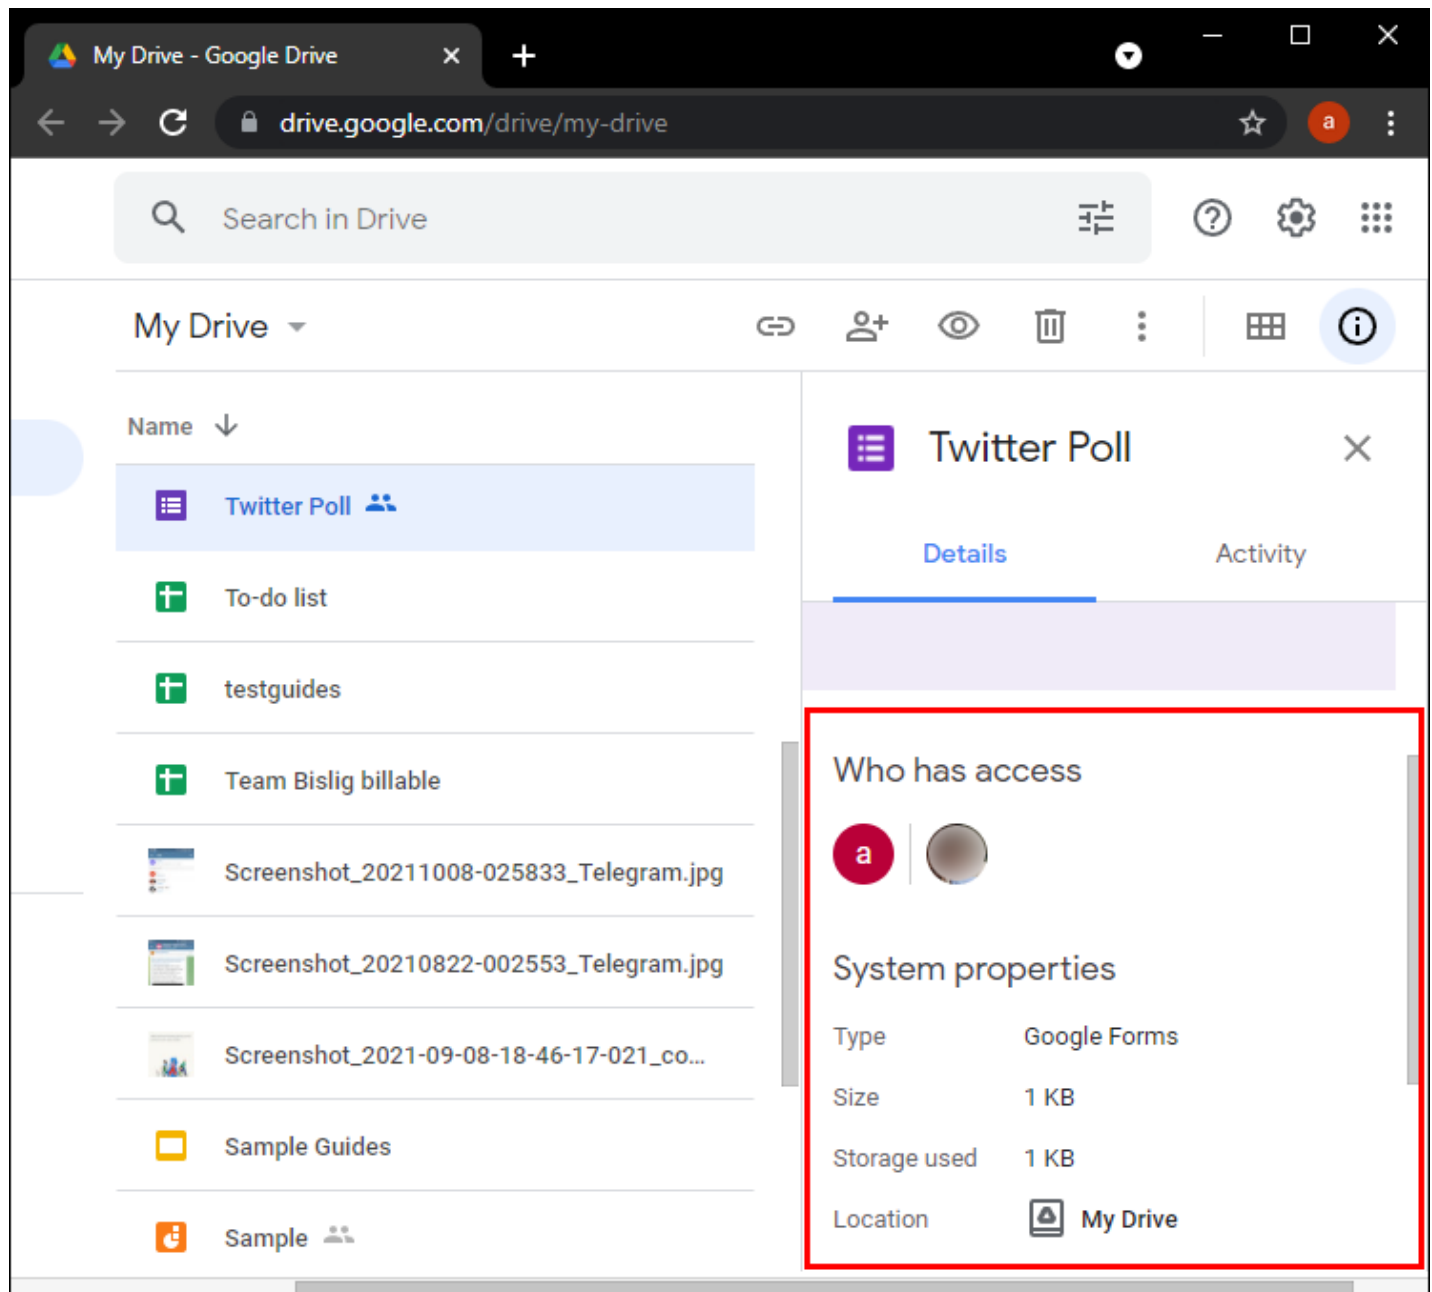 My Drive - Google Drive
drive.google.com/drive/my-drive
a
Search in Drive
My Drive
Name
Twitter Poll
To-do list
testguides
Team Bislig billable
Screenshot_20211008-025833_Telegram.jpg
Screenshot_20210822-002553_Telegram.jpg
Screenshot_2021-09-08-18-46-17-021_co...
Sample Guides
Sample
Twitter Poll
Details Activity
Who has access
a
System properties
Type Google Forms
Size 1 KB
Storage used 1 KB
Location My Drive